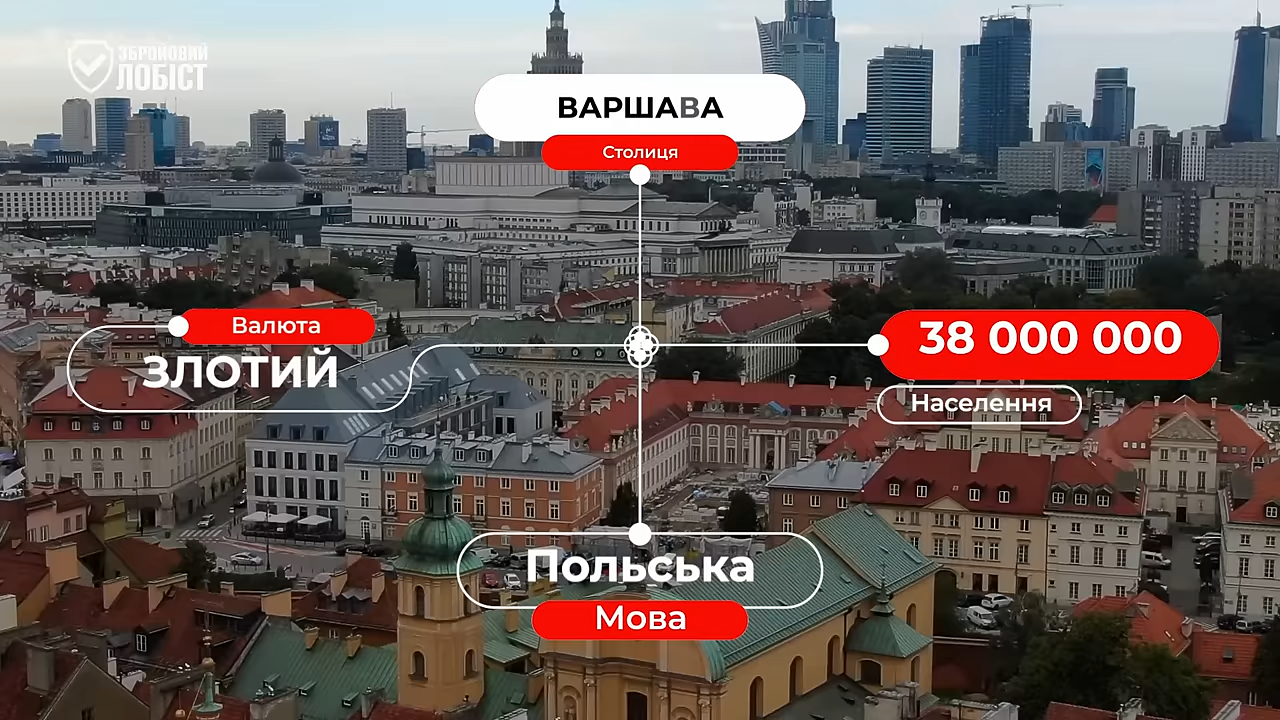 ЗБРОЙОВИЙ
ЛОБІСТ
ВАРШАВА
Столиця
Валюта
ЗЛОТИЙ
38 000 000
Населення
Польська
Мова